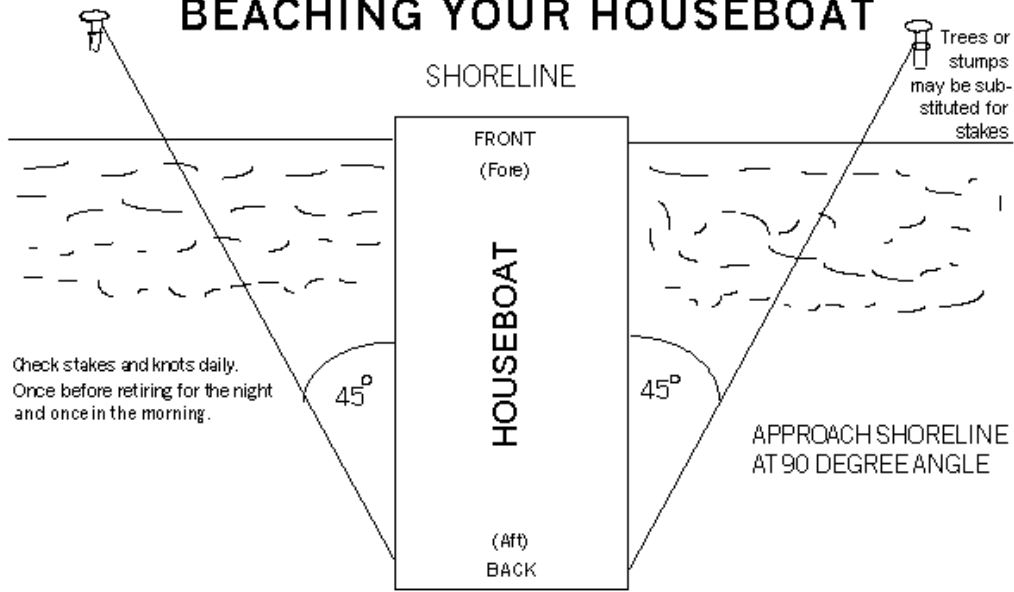 BEACHING YOUR HOUSEBOAT
SHORELINE
Trees or
stumps
may be sub-
stituted for
stakes
FRONT
(Fore)
HOUSEBOAT
Check stakes and knots daily.
Once before retiring for the night
and once in the morning.
45°
45°
APPROACH SHORELINE
AT 90 DEGREE ANGLE
(Aft)
BACK